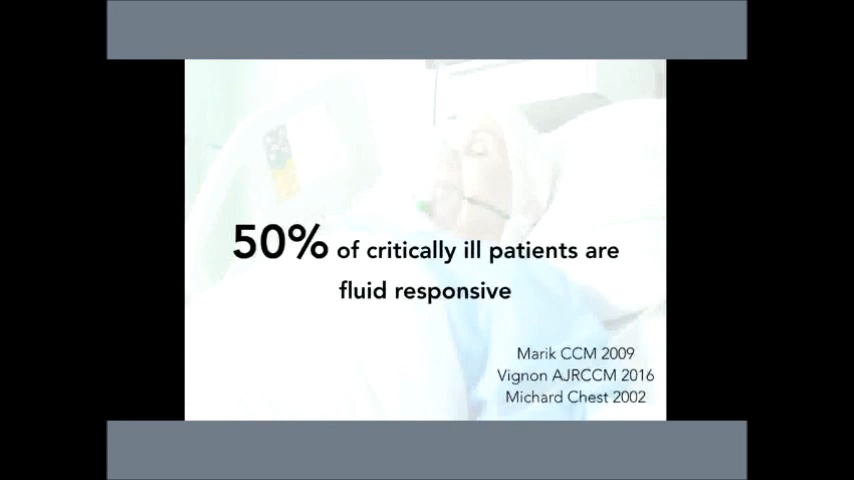 50% of critically ill patients are
fluid responsive
Marik CCM 2009
Vignon AJRCCM 2016
Michard Chest 2002